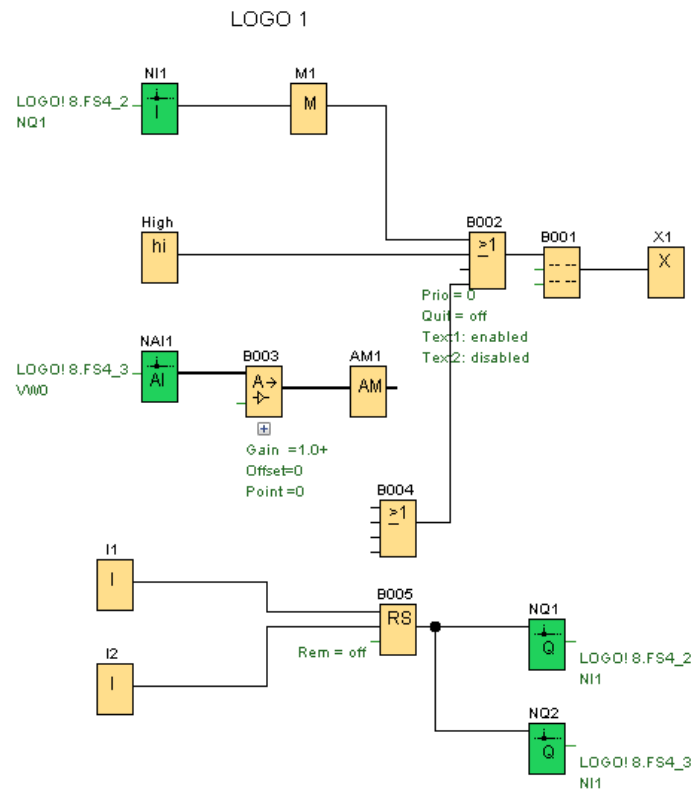 LOGO 1
NI1
M1
LOGO! 8.FS4_2
NQ1
I
M
High
hi
B002
>1
B001
X1
X
Prio = 0
Quit = off
Text1: enabled
Text2: disabled
NAI1
LOGO! 8.FS4_3
VW0
AI
B003
A→
AM1
AM
Gain =1.0+
Offset=0
Point =0
B004
>1
I1
I
B005
RS
Rem = off
I2
I
NQ1
Q
LOGO! 8.FS4_2
NI1
NQ2
Q
LOGO! 8.FS4_3
NI1